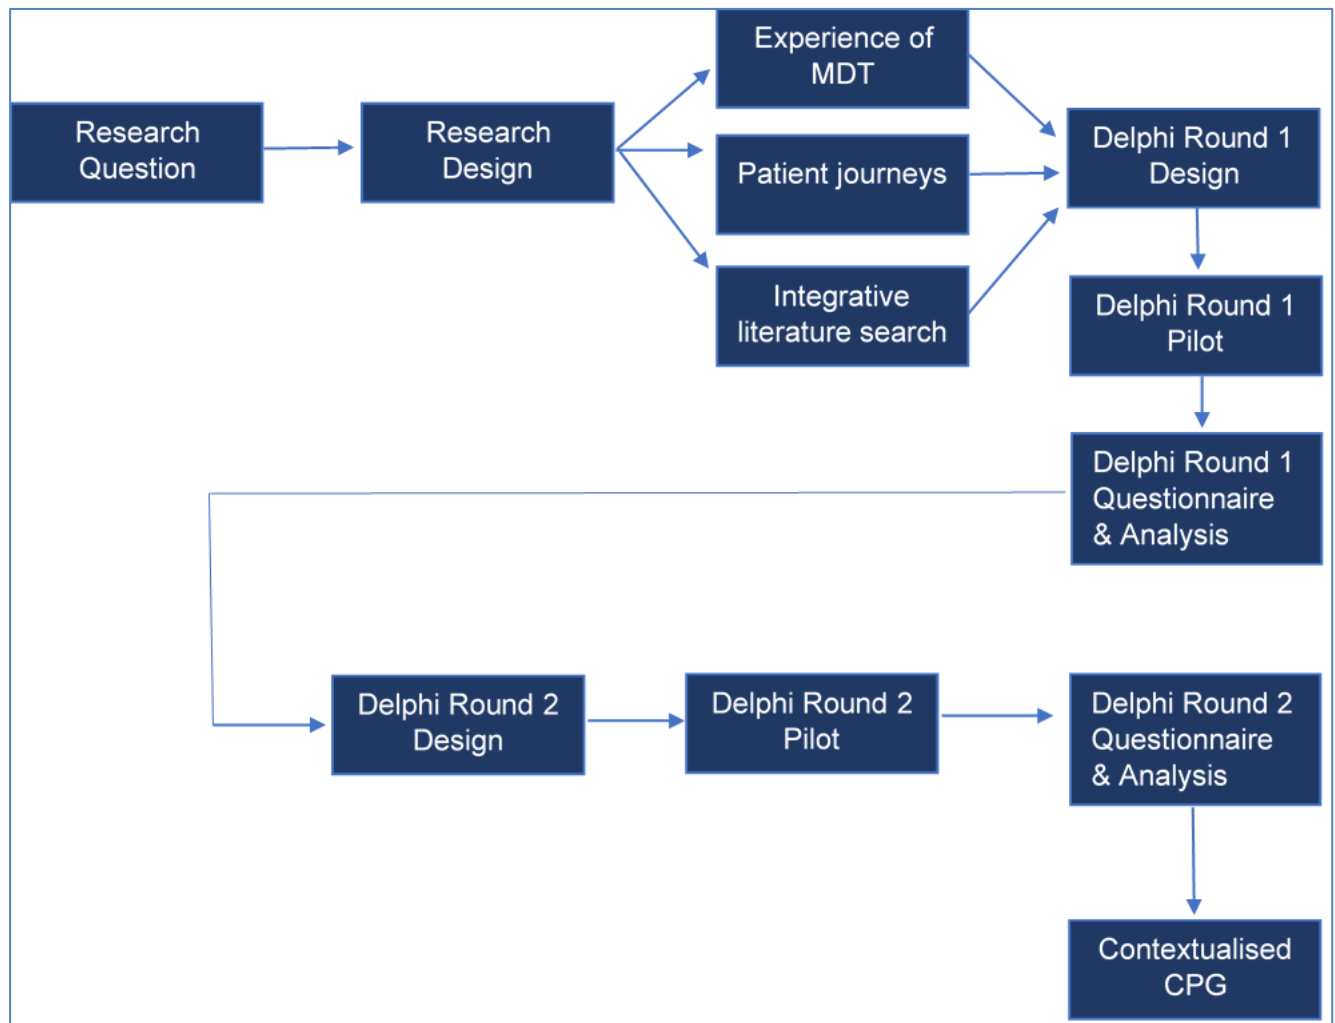 Research
Question
Research
Design
Experience of
MDT
Patient journeys
Integrative
literature search
Delphi Round 1
Design
Delphi Round 1
Pilot
Delphi Round 1
Questionnaire
& Analysis
Delphi Round 2
Design
Delphi Round 2
Pilot
Delphi Round 2
Questionnaire
& Analysis
Contextualised
CPG